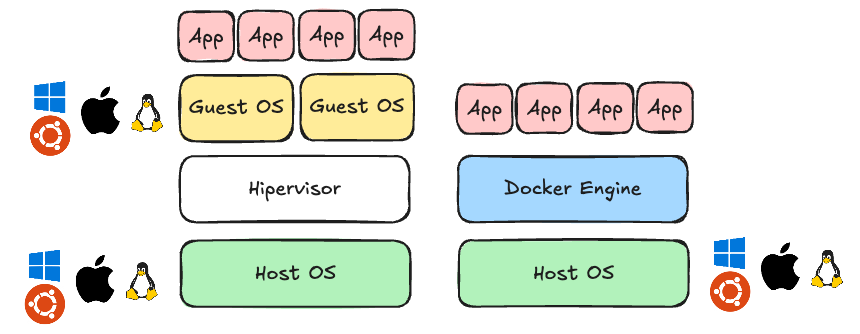 App App App App
Guest OS Guest OS
Hipervisor
Host OS
App App App App
Docker Engine
Host OS